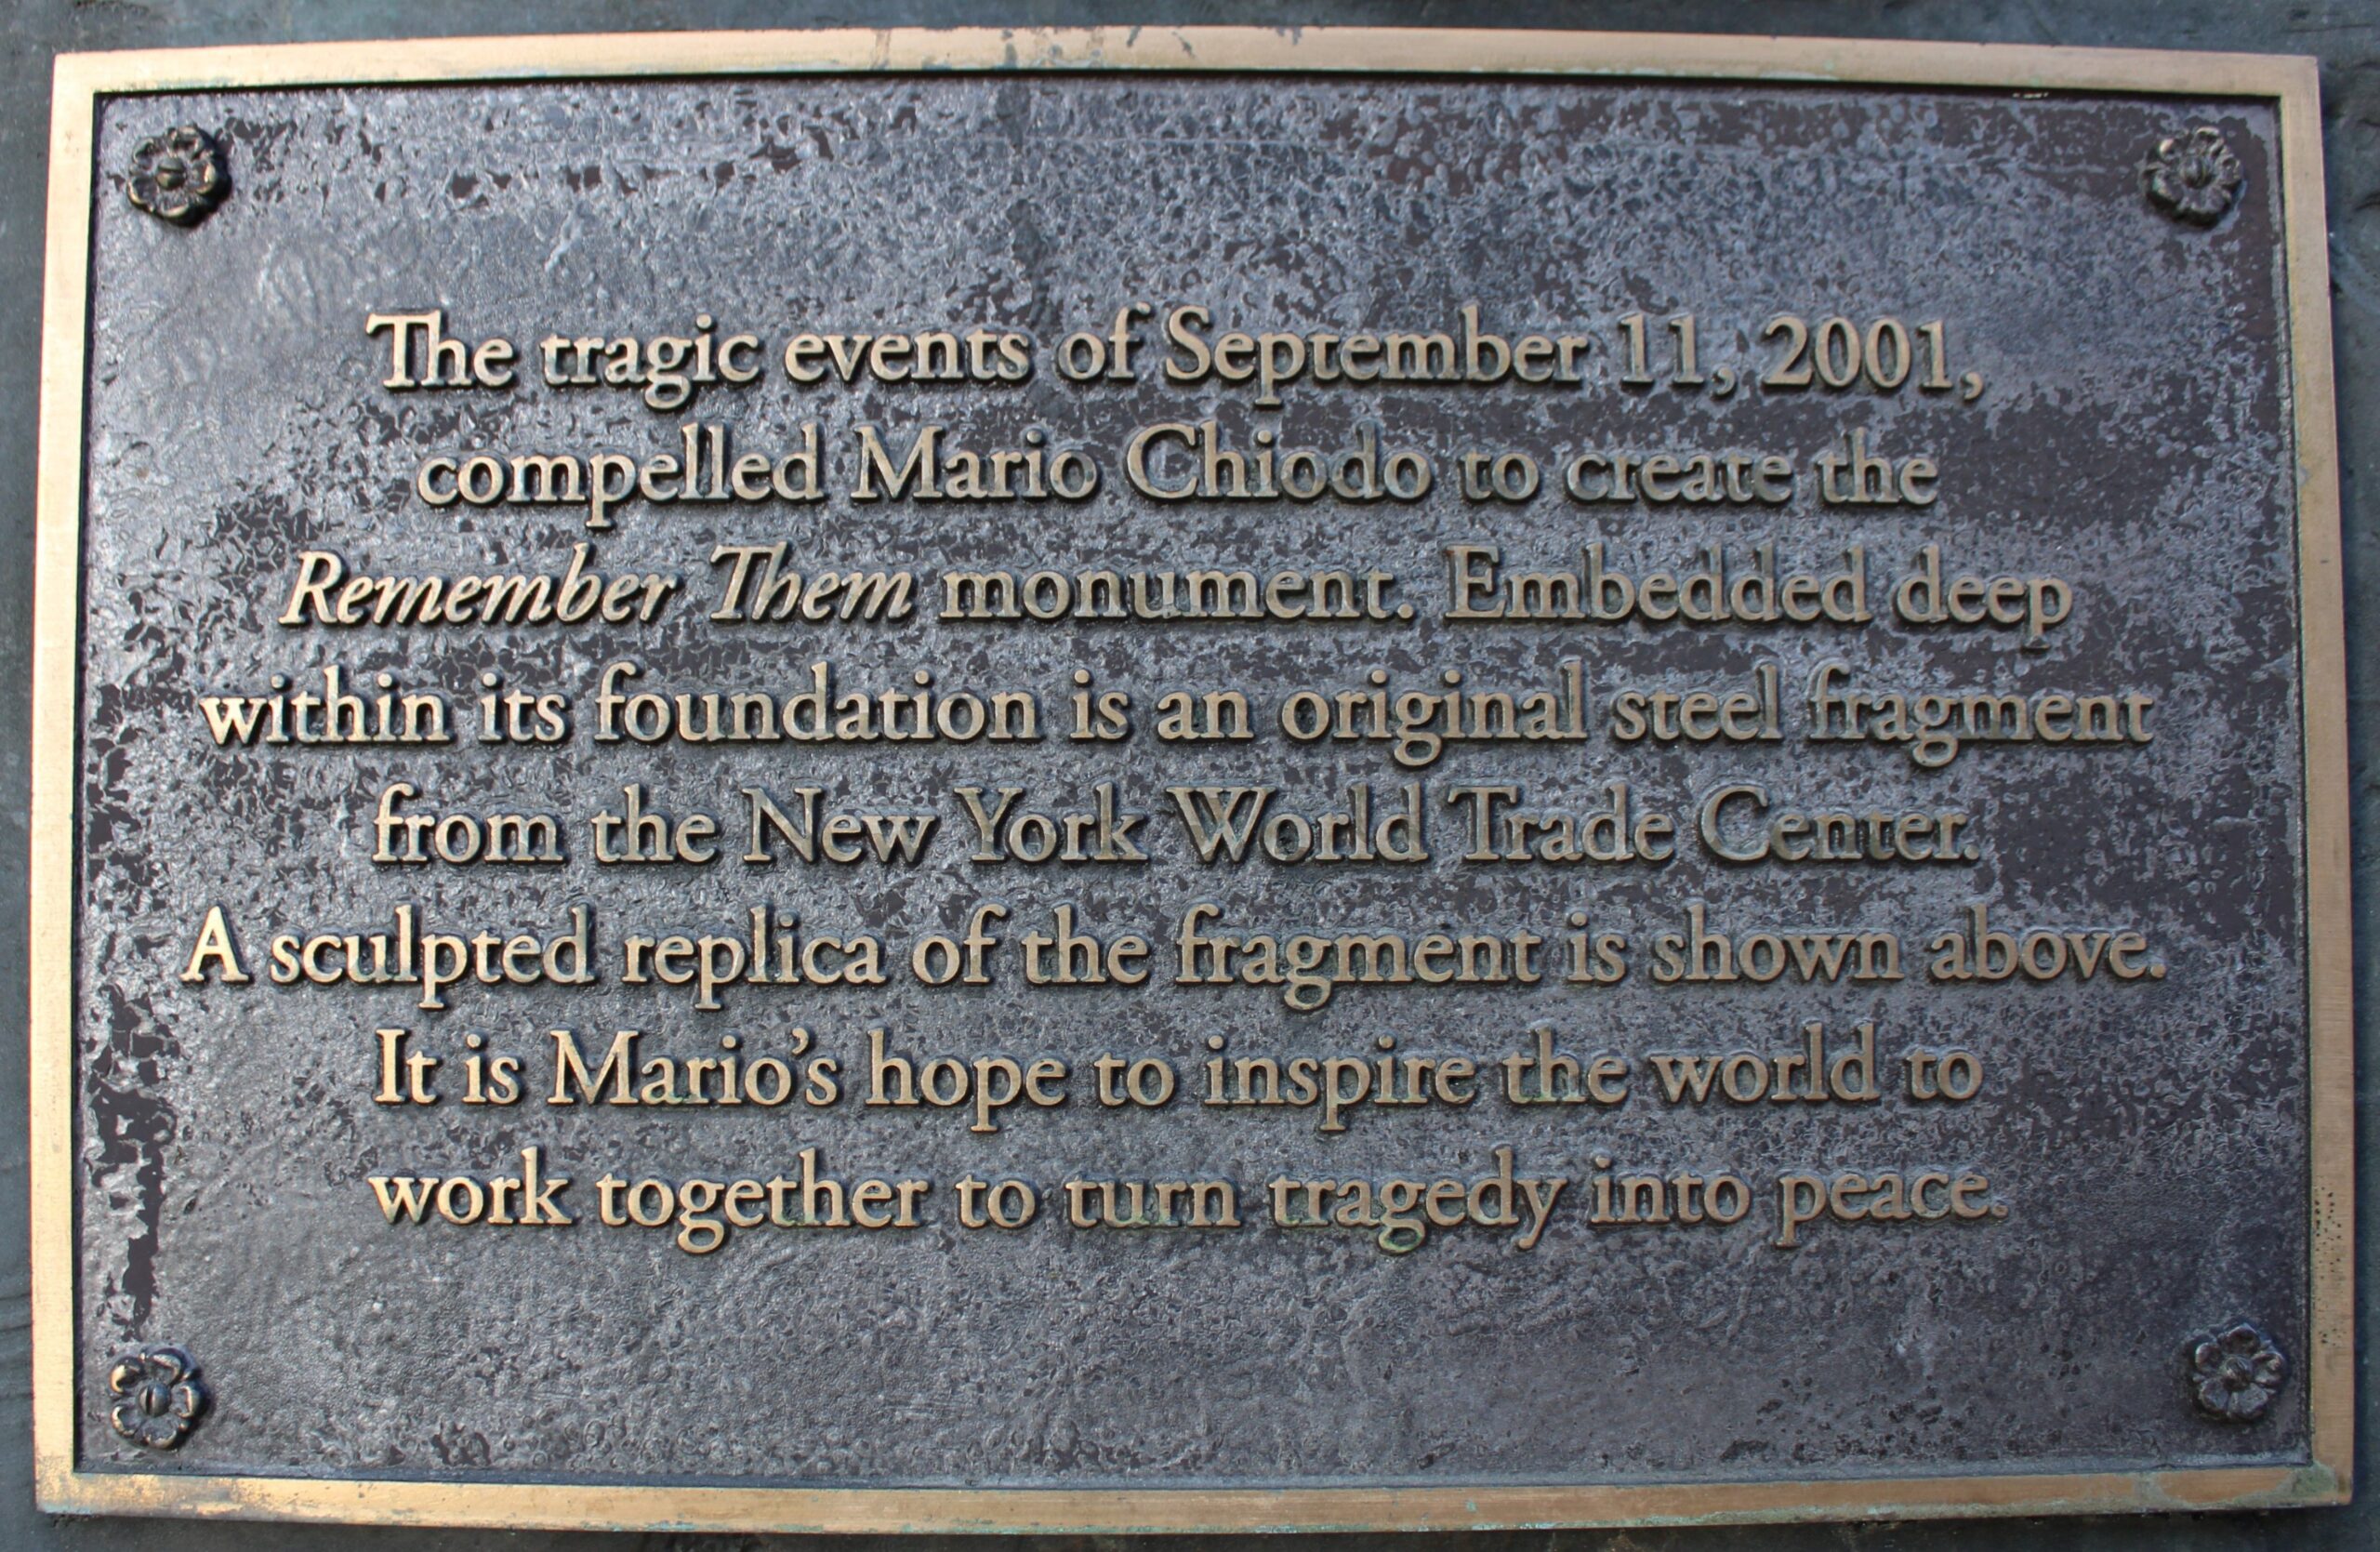 The tragic events of September 11, 2001,
compelled Mario Chiodo to create the
Remember Them monument. Embedded deep
within its foundation is an original steel fragment
from the New York World Trade Center.
A sculpted replica of the fragment is shown above.
It is Mario’s hope to inspire the world to
work together to turn tragedy into peace.